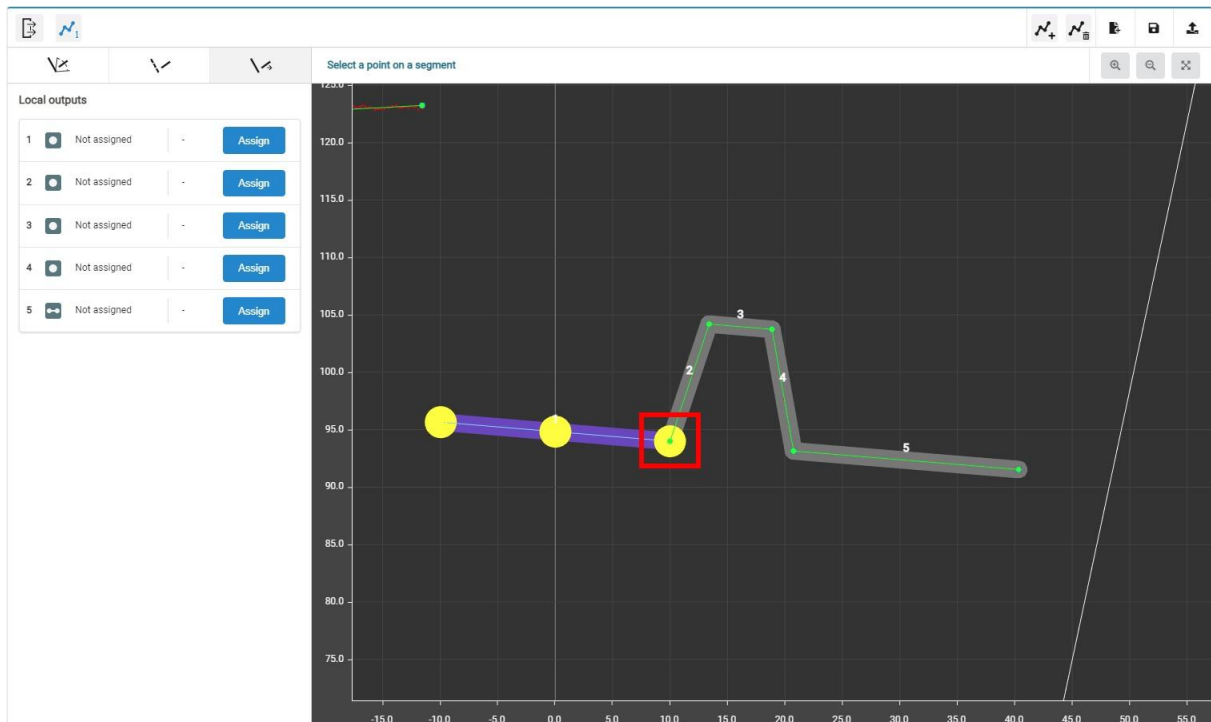 1
Select a point on a segment
Local outputs
1 Not assigned - Assign
2 Not assigned - Assign
3 Not assigned - Assign
4 Not assigned - Assign
5 Not assigned - Assign
125.0
120.0
115.0
110.0
105.0
100.0
95.0
90.0
85.0
80.0
75.0
3
2
4
1
5
-15.0 -10.0 -5.0 0.0 5.0 10.0 15.0 20.0 25.0 30.0 35.0 40.0 45.0 50.0 55.0